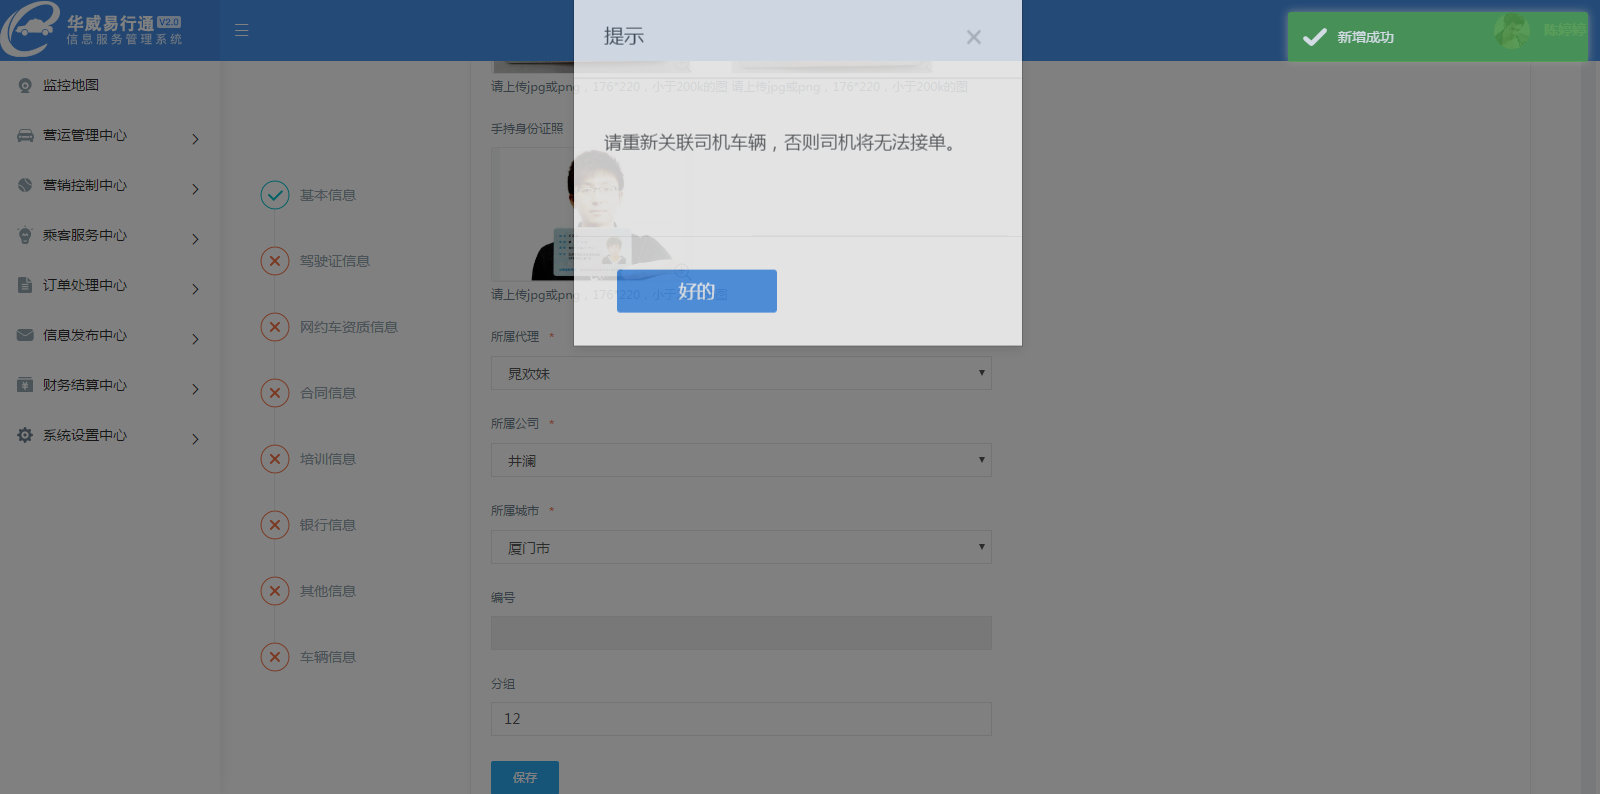 华威易行通 V2.0
信息服务管理系统
提示
新增成功
陈婷婷
监控地图
营运管理中心
营销控制中心
乘客服务中心
订单处理中心
信息发布中心
财务结算中心
系统设置中心
基本信息
驾驶证信息
网约车资质信息
合同信息
培训信息
银行信息
其他信息
车辆信息
请上传jpg或png，176*220，小于200k的图 请上传jpg或png，176*220，小于200k的图
手持身份证照
请重新关联司机车辆，否则司机将无法接单。
请上传jpg或png，176*220，小于200k的图
好的
所属代理 *
晁欢妹
所属公司 *
井澜
所属城市 *
厦门市
编号
分组
12
保存